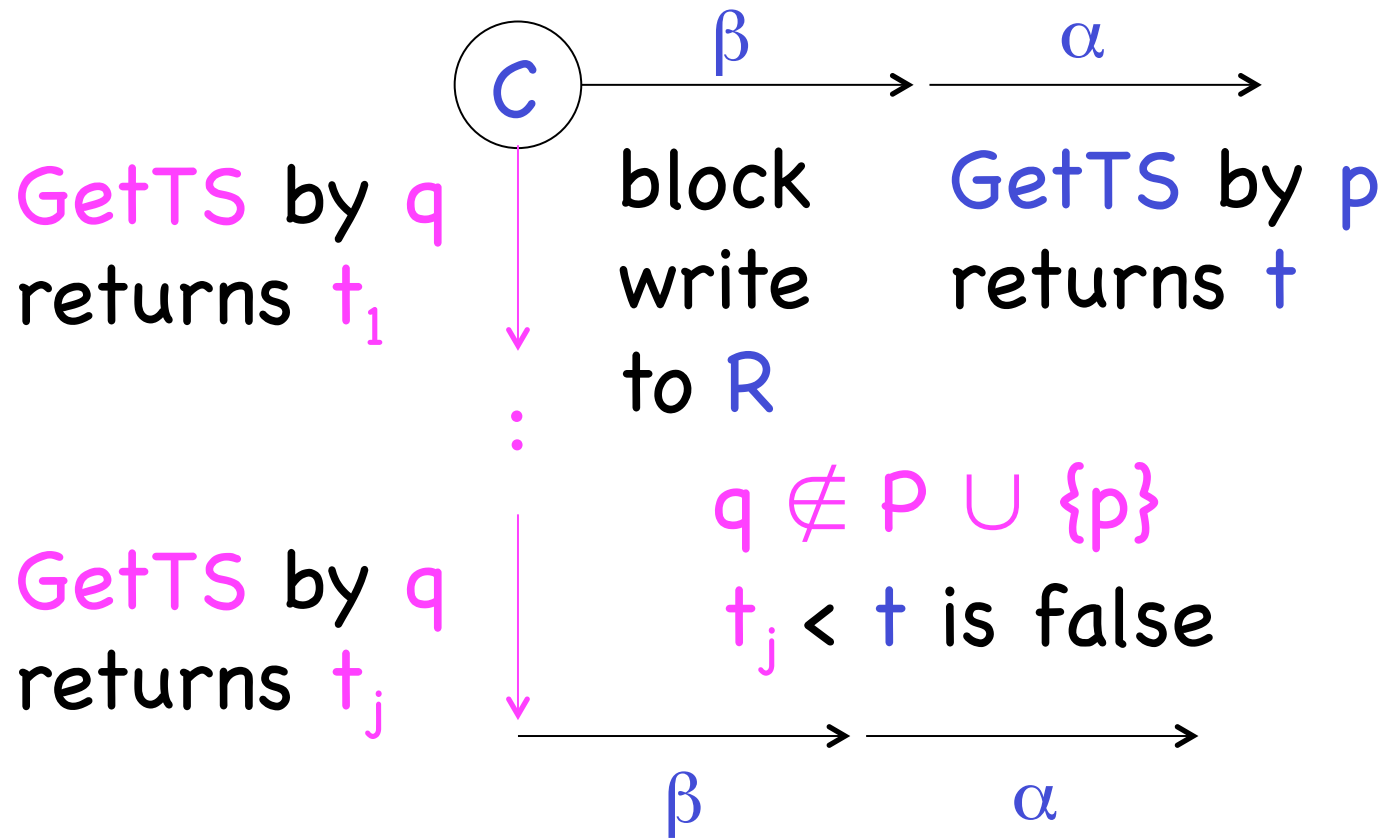 β
α
C
GetTS by q
returns t₁
block
write
to R
GetTS by p
returns t
:
q ∉ P ∪ {p}
tⱼ < t is false
GetTS by q
returns tⱼ
β
α